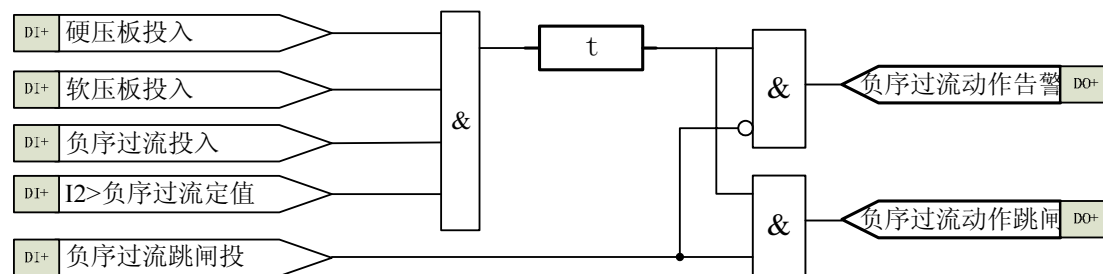 DI+ 硬压板投入
DI+ 软压板投入
DI+ 负序过流投入
DI+ I2>负序过流定值
DI+ 负序过流跳闸投
&
t
&
&
负序过流动作告警 DO+
负序过流动作跳闸 DO+